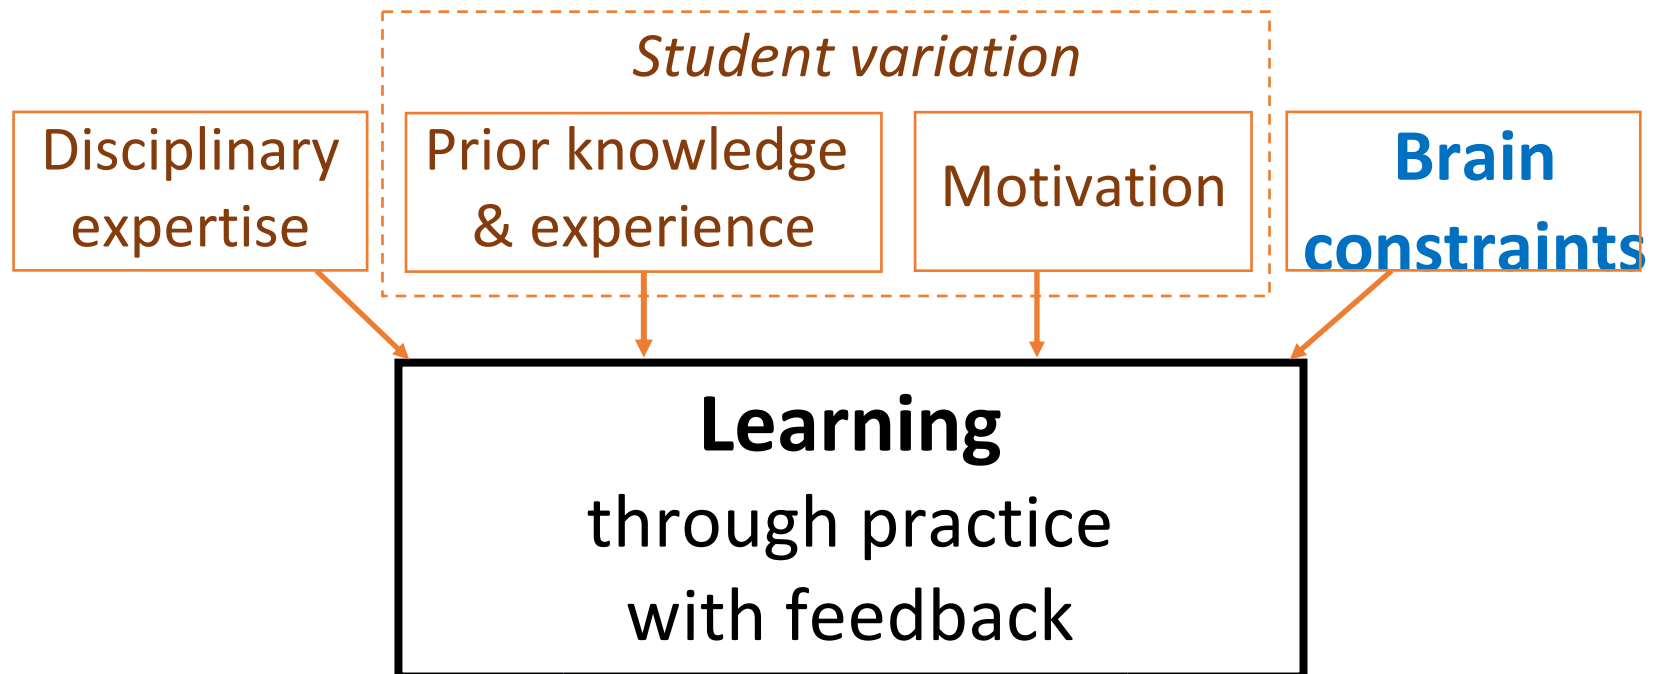 Student variation
Disciplinary
expertise
Prior knowledge
& experience
Motivation
Brain
constraints
Learning
through practice
with feedback